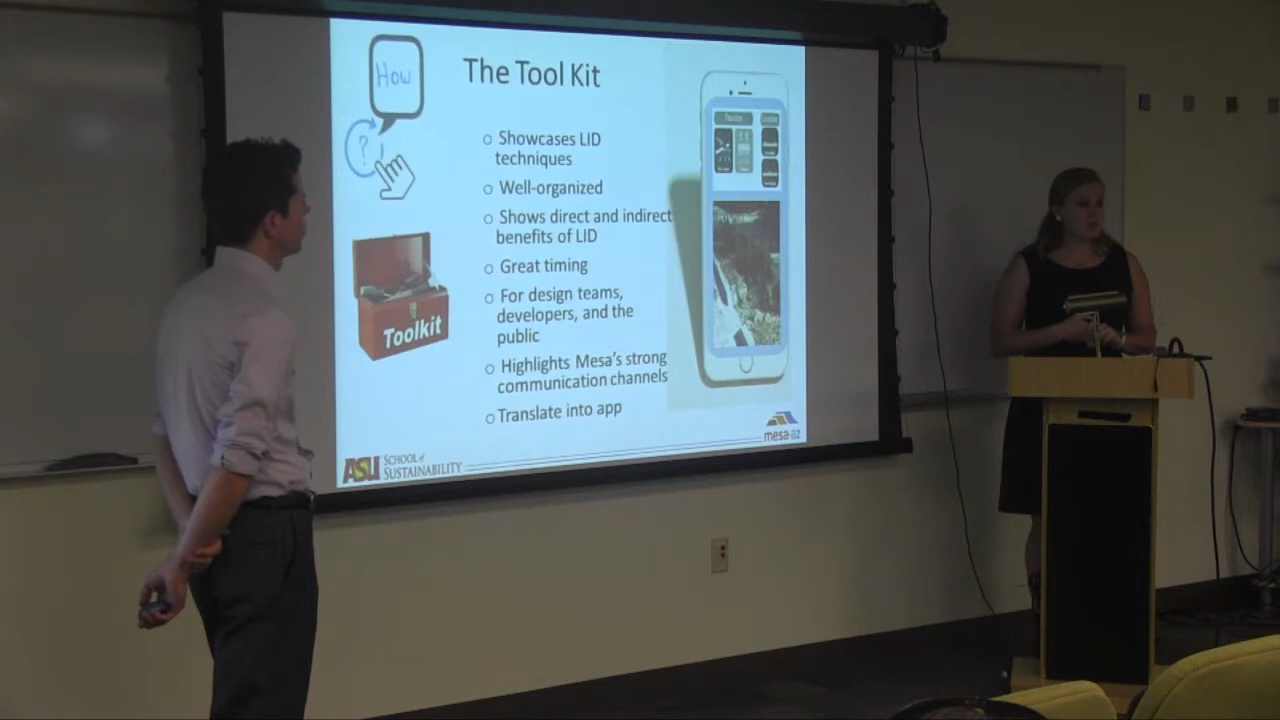 How
?
The Tool Kit
○ Showcases LID
techniques
○ Well-organized
○ Shows direct and indirect
benefits of LID
○ Great timing
○ For design teams,
developers, and the
public
○ Highlights Mesa's strong
communication channels
○ Translate into app
Toolkit
ASU SCHOOL of
SUSTAINABILITY
mesa·az